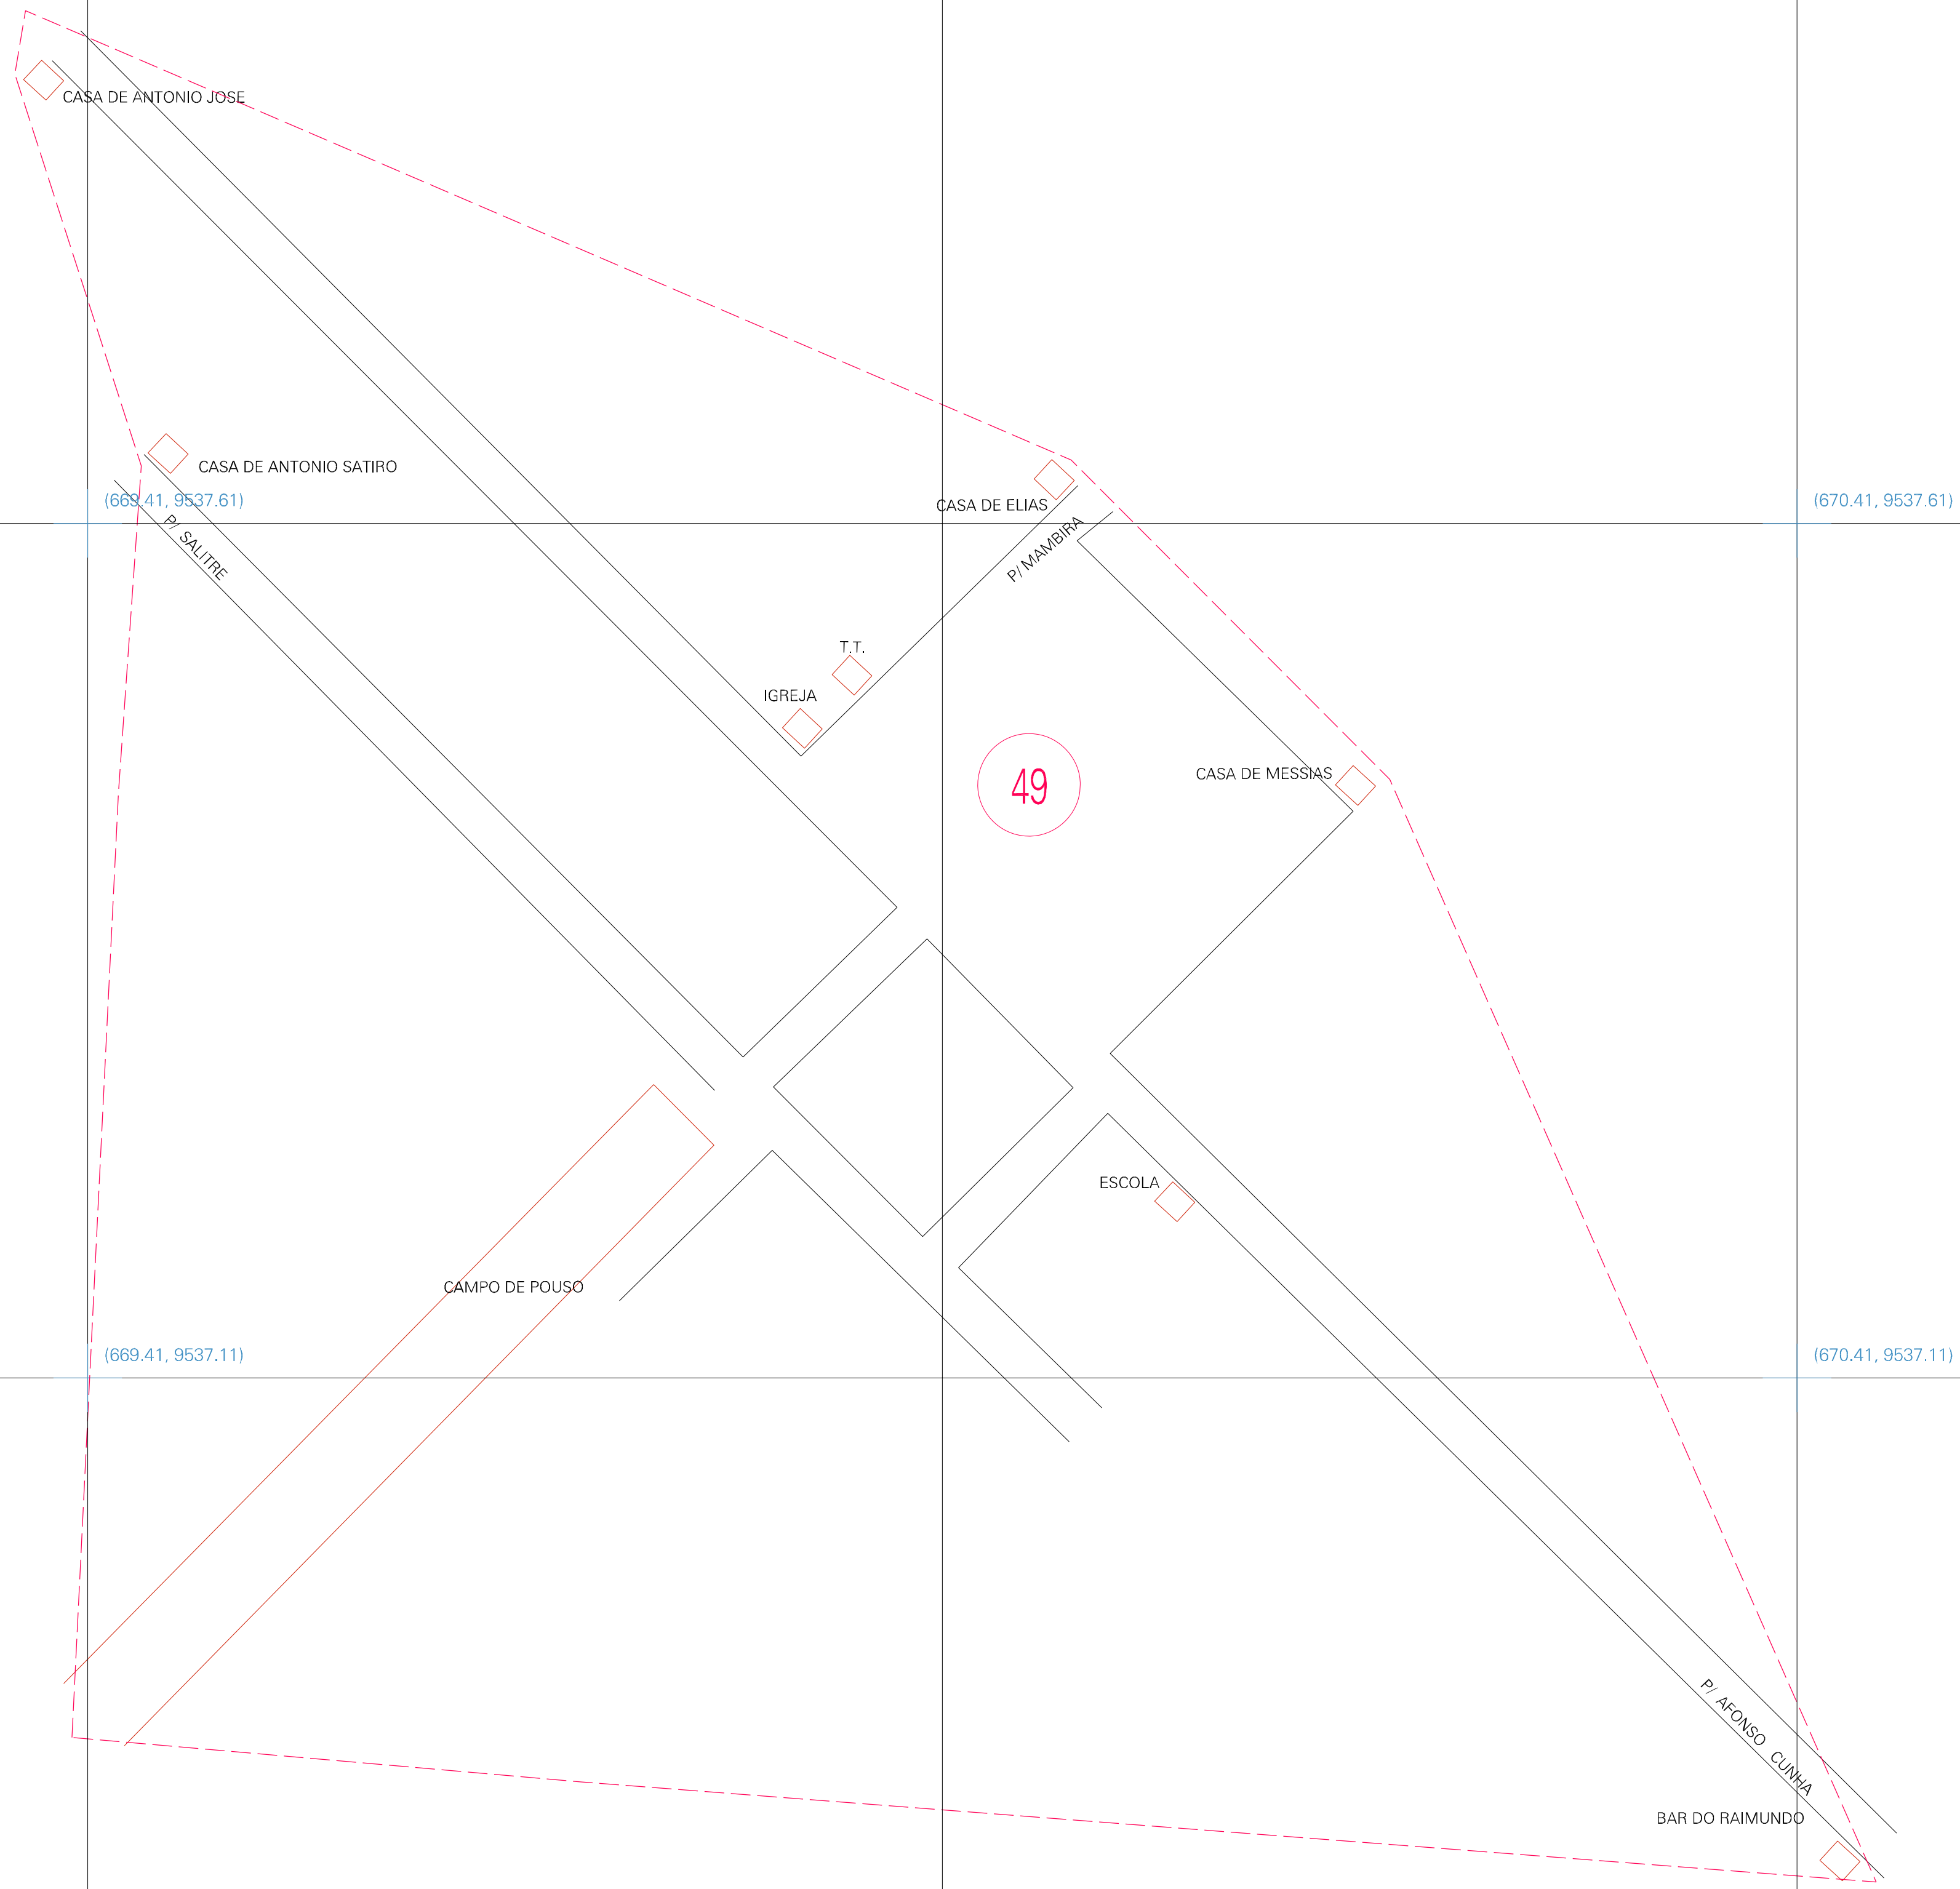 CASA DE ANTONIO JOSE
CASA DE ANTONIO SATIRO
(669.41, 9537.61)
CASA DE ELIAS
(670.41, 9537.61)
P/ SALITRE
P/ MAMBIRA
T.T.
IGREJA
CASA DE MESSIAS
49
ESCOLA
CAMPO DE POUSO
(669.41, 9537.11)
(670.41, 9537.11)
P/ AFONSO CUNHA
BAR DO RAIMUNDO